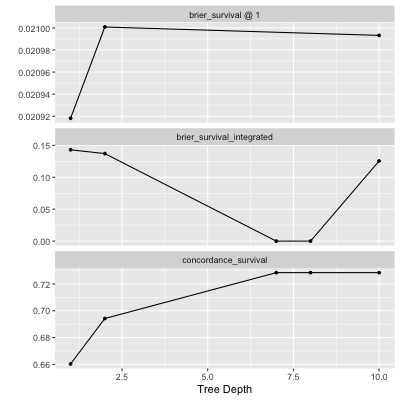 brier_survival @ 1
0.02100
0.02098
0.02096
0.02094
0.02092
brier_survival_integrated
0.15
0.10
0.05
0.00
concordance_survival
0.72
0.70
0.68
0.66
2.5 5.0 7.5 10.0
Tree Depth